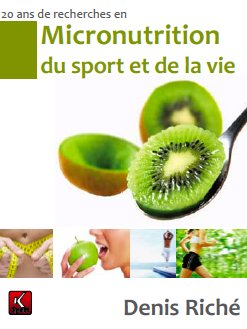 20 ans de recherches en
Micronutrition
du sport et de la vie
Denis Riché